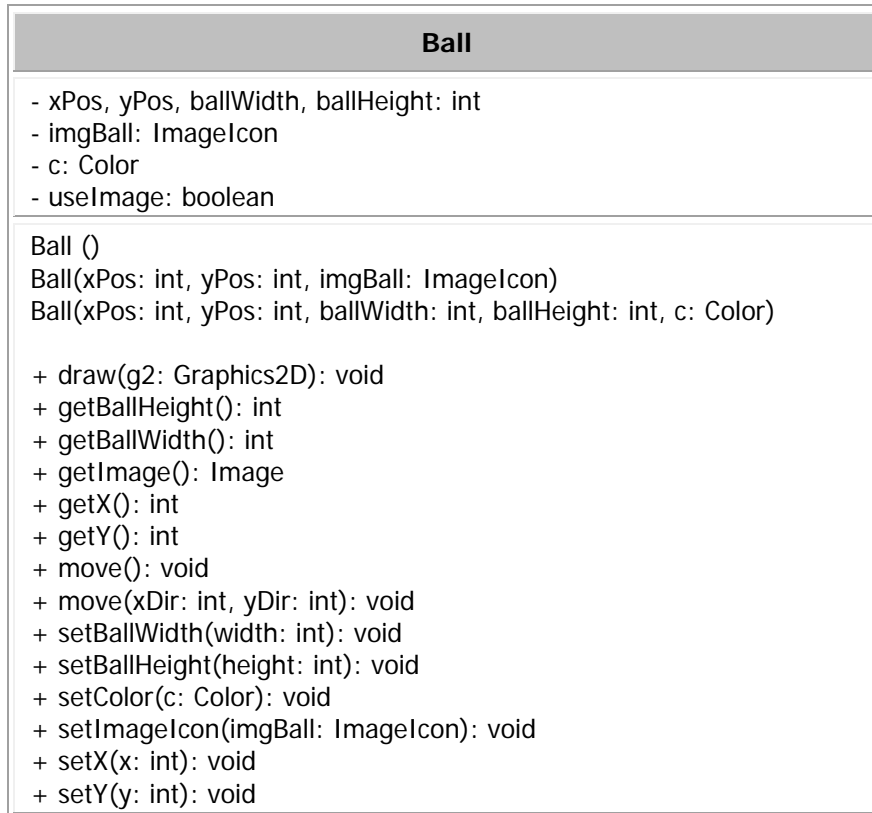 Ball
- xPos, yPos, ballWidth, ballHeight: int
- imgBall: ImageIcon
- c: Color
- useImage: boolean
Ball ()
Ball(xPos: int, yPos: int, imgBall: ImageIcon)
Ball(xPos: int, yPos: int, ballWidth: int, ballHeight: int, c: Color)
+ draw(g2: Graphics2D): void
+ getBallHeight(): int
+ getBallWidth(): int
+ getImage(): Image
+ getX(): int
+ getY(): int
+ move(): void
+ move(xDir: int, yDir: int): void
+ setBallWidth(width: int): void
+ setBallHeight(height: int): void
+ setColor(c: Color): void
+ setImageIcon(imgBall: ImageIcon): void
+ setX(x: int): void
+ setY(y: int): void